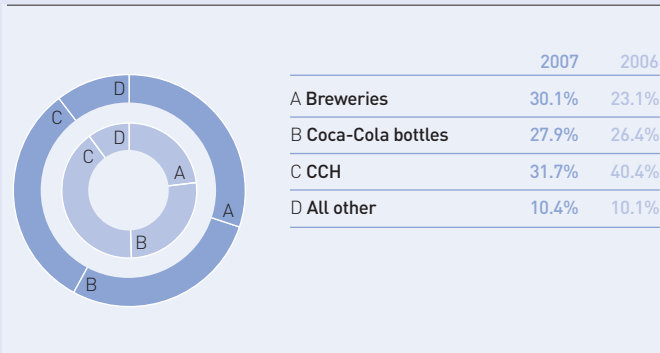 D
C
D
C
A
A
B
B
2007 2006
A Breweries 30.1% 23.1%
B Coca-Cola bottles 27.9% 26.4%
C CCH 31.7% 40.4%
D All other 10.4% 10.1%